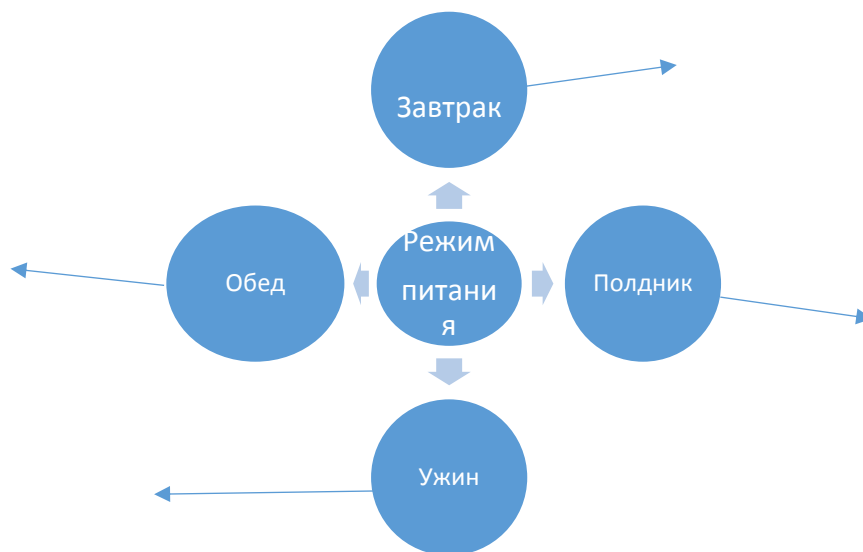 Завтрак
Обед
Режим
питани
я
Полдник
Ужин